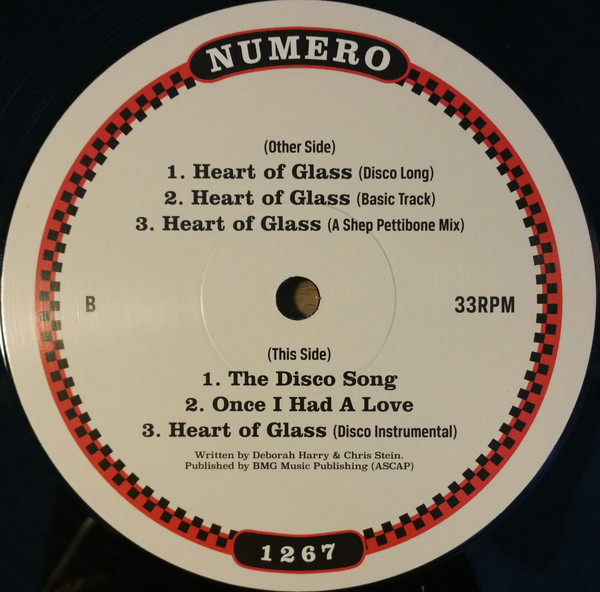 NUMERO
(Other Side)
1. Heart of Glass (Disco Long)
2. Heart of Glass (Basic Track)
3. Heart of Glass (A Shep Pettibone Mix)
B
33RPM
(This Side)
1. The Disco Song
2. Once I Had A Love
3. Heart of Glass (Disco Instrumental)
Written by Deborah Harry & Chris Stein.
Published by BMG Music Publishing (ASCAP)
1267